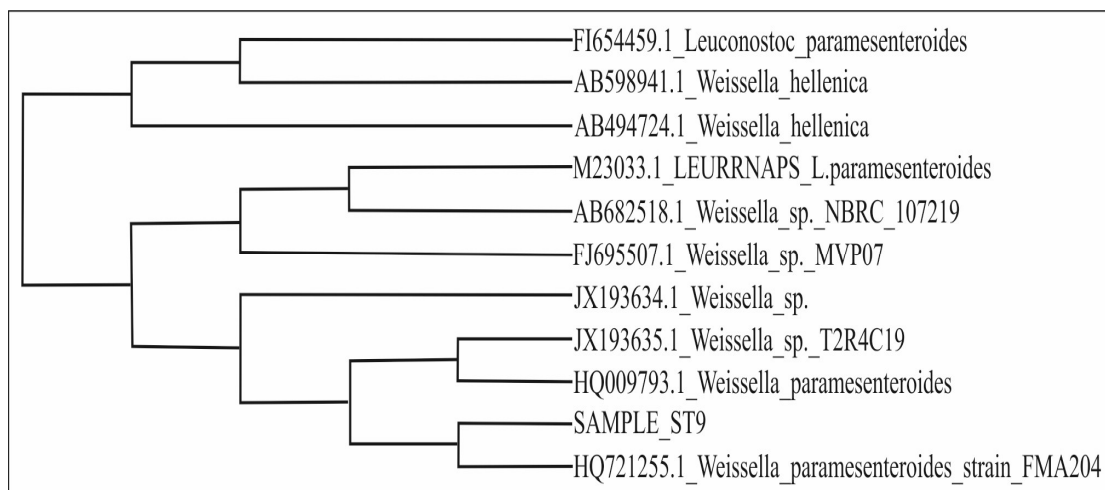 FI654459.1_Leuconostoc_paramesenteroides
AB598941.1_Weissella_hellenica
AB494724.1_Weissella_hellenica
M23033.1_LEURRNAPS_L.paramesenteroides
AB682518.1_Weissella_sp._NBRC_107219
FJ695507.1_Weissella_sp._MVP07
JX193634.1_Weissella_sp.
JX193635.1_Weissella_sp._T2R4C19
HQ009793.1_Weissella_paramesenteroides
SAMPLE_ST9
HQ721255.1_Weissella_paramesenteroides_strain_FMA204